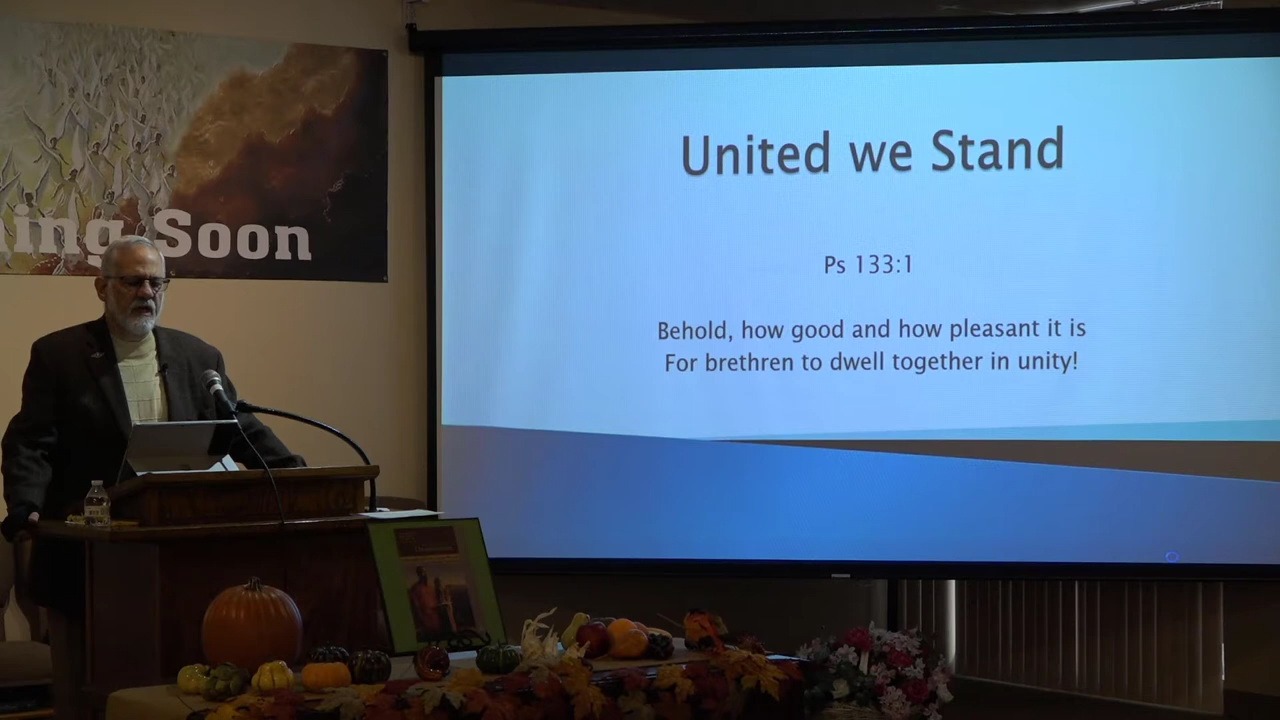 ing Soon
United we Stand
Ps 133:1
Behold, how good and how pleasant it is
For brethren to dwell together in unity!